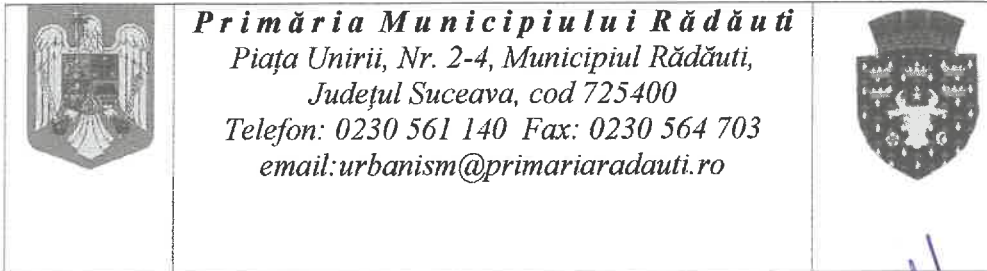 Primăria Municipiului Rădăuti
Piața Unirii, Nr. 2-4, Municipiul Rădăuti,
Județul Suceava, cod 725400
Telefon: 0230 561 140 Fax: 0230 564 703
email:urbanism@primariaradauti.ro